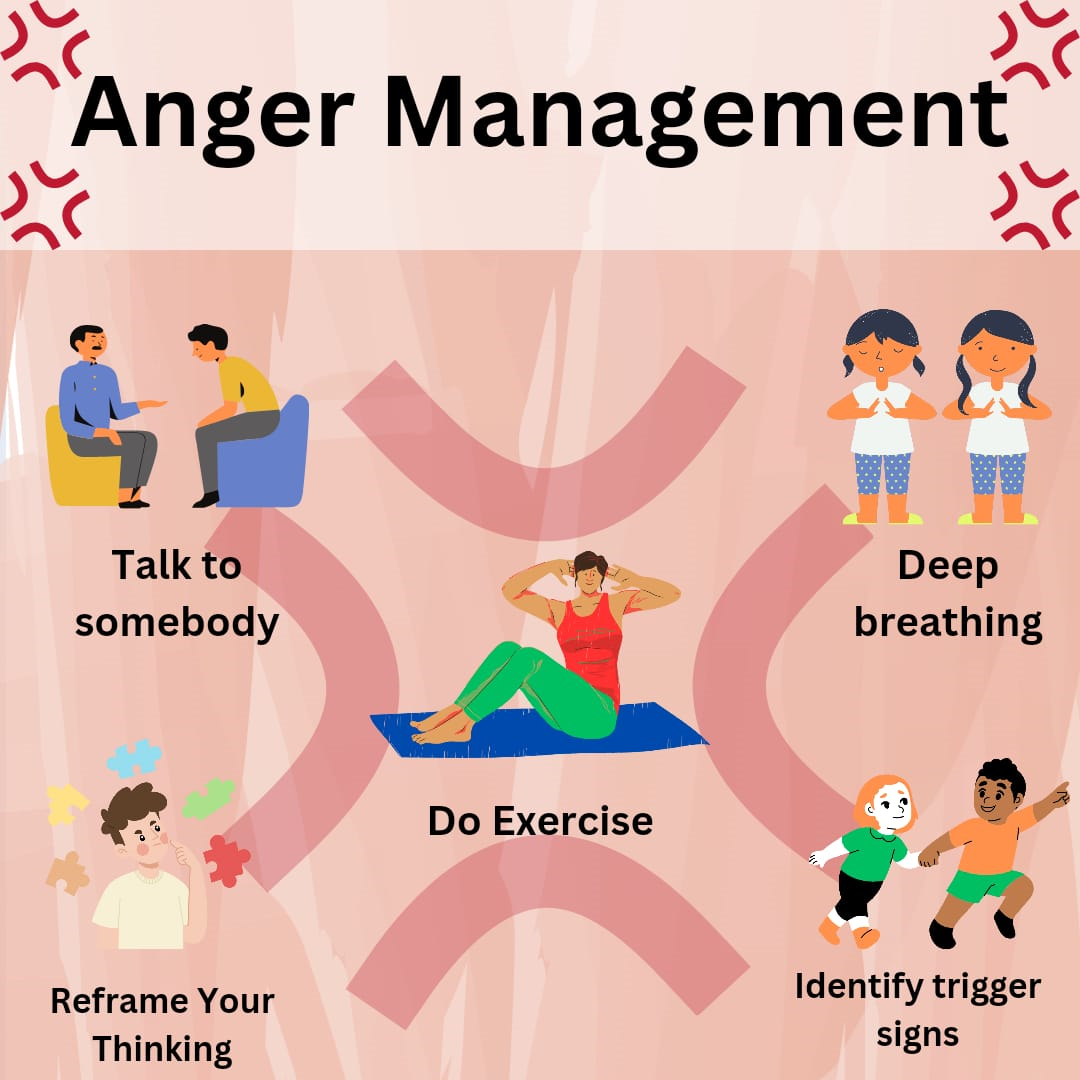 Anger Management
Talk to
somebody
Deep
breathing
Do Exercise
Reframe Your
Thinking
Identify trigger
signs